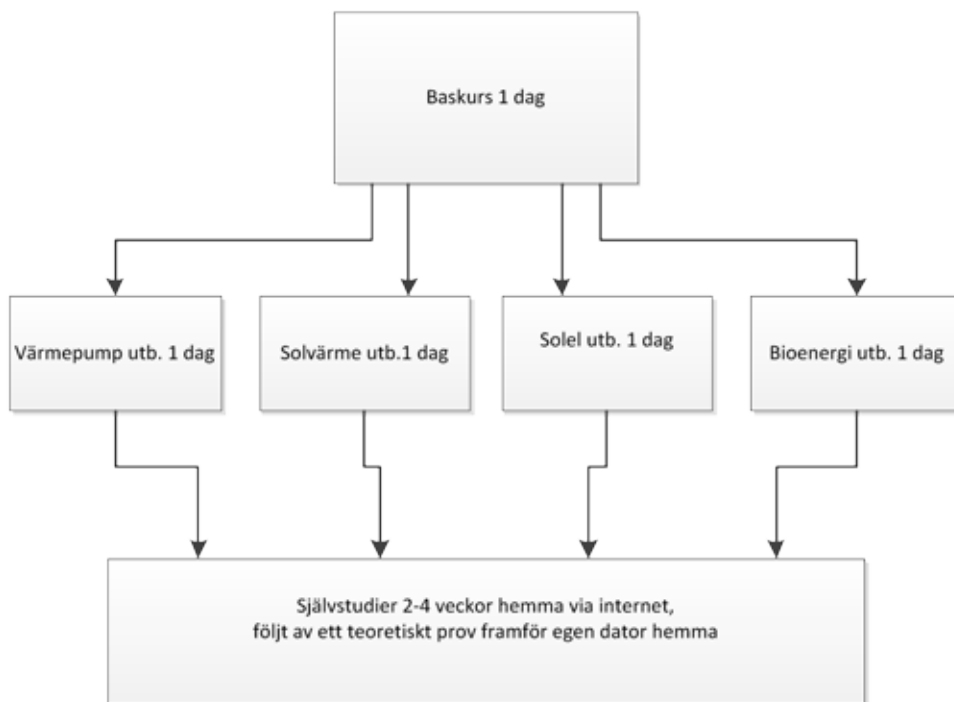 Baskurs 1 dag
Värmepump utb. 1 dag
Solvärme utb.1 dag
Solel utb. 1 dag
Bioenergi utb. 1 dag
Självstudier 2-4 veckor hemma via internet,
följt av ett teoretiskt prov framför egen dator hemma